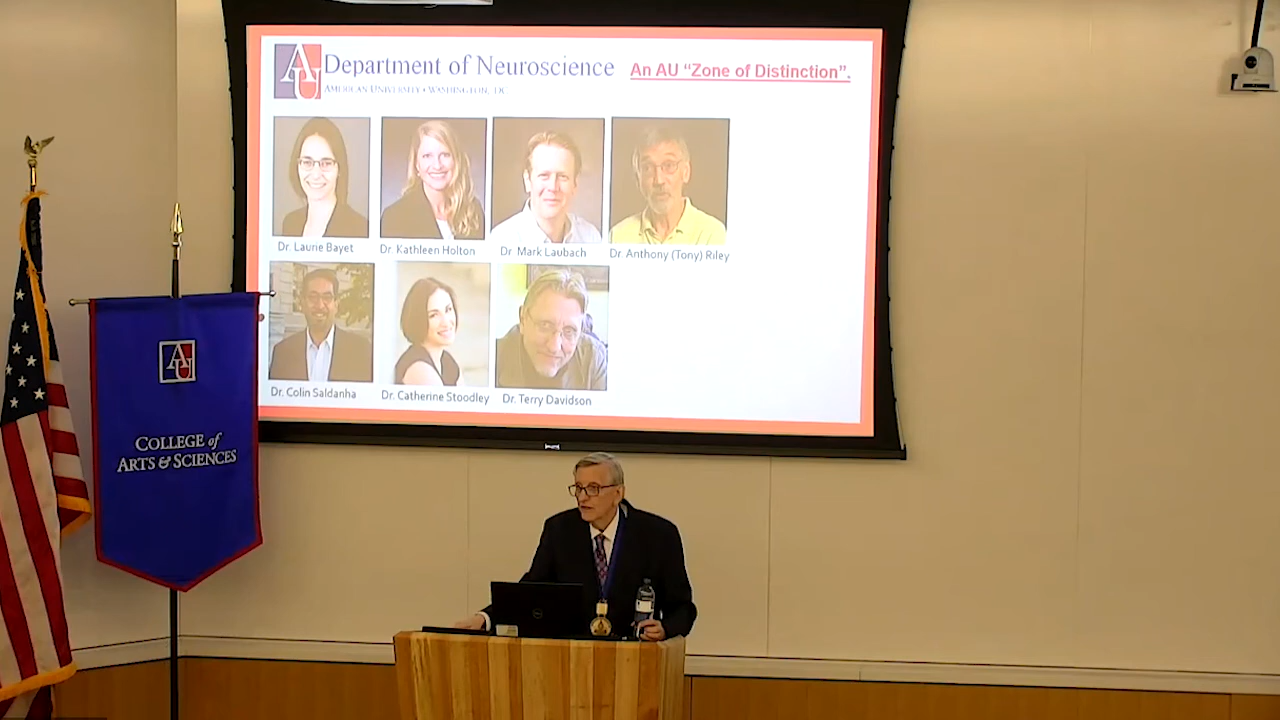 AU Department of Neuroscience An AU “Zone of Distinction”.
AMERICAN UNIVERSITY • WASHINGTON, DC
Dr. Laurie Bayet Dr. Kathleen Holton Dr. Mark Laubach Dr. Anthony (Tony) Riley
Dr. Colin Saldanha Dr. Catherine Stoodley Dr. Terry Davidson
AU
COLLEGE of
ARTS & SCIENCES